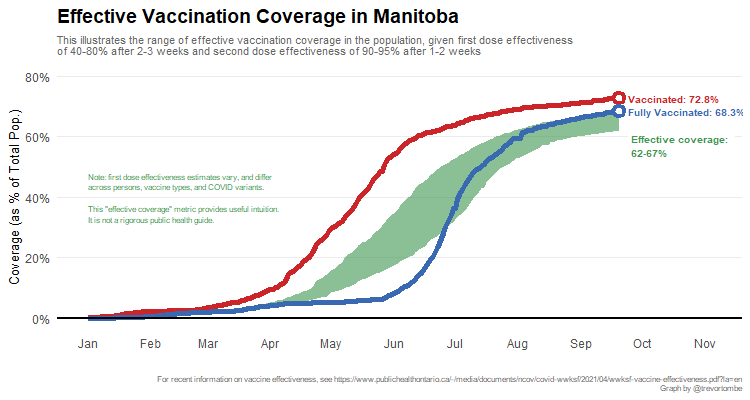 Effective Vaccination Coverage in Manitoba
This illustrates the range of effective vaccination coverage in the population, given first dose effectiveness
of 40-80% after 2-3 weeks and second dose effectiveness of 90-95% after 1-2 weeks
Coverage (as % of Total Pop.)
80%
60%
40%
20%
0%
Vaccinated: 72.8%
Fully Vaccinated: 68.3%
Effective coverage:
62-67%
Note: first dose effectiveness estimates vary, and differ
across persons, vaccine types, and COVID variants.
This "effective coverage" metric provides useful intuition.
It is not a rigorous public health guide.
Jan Feb Mar Apr May Jun Jul Aug Sep Oct Nov
For recent information on vaccine effectiveness, see https://www.publichealthontario.ca/-/media/documents/ncov/covid-wwksf/2021/04/wwksf-vaccine-effectiveness.pdf?la=en
Graph by @trevortombe